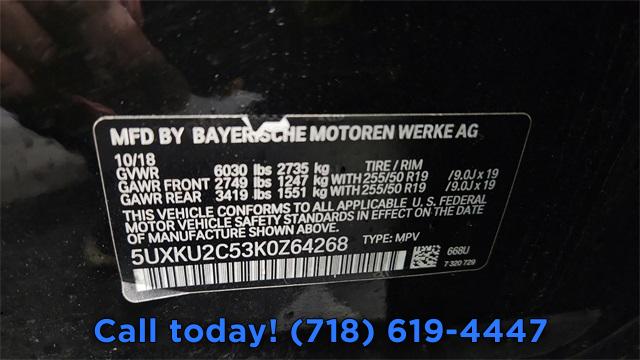 MFD BY BAYERISCHE MOTOREN WERKE AG
10/18
GVWR 6030 lbs 2735 kg TIRE / RIM
GAWR FRONT 2749 lbs 1247 kg WITH 255/50 R19 /9.0J x 19
GAWR REAR 3419 lbs 1551 kg WITH 255/50 R19 /9.0J x 19
THIS VEHICLE CONFORMS TO ALL APPLICABLE U. S. FEDERAL
MOTOR VEHICLE SAFETY STANDARDS IN EFFECT ON THE DATE OF
MANUFACTURE SHOWN ABOVE.
5UXKU2C53K0Z64268 TYPE: MPV 668U
7 320 729
Call today! (718) 619-4447